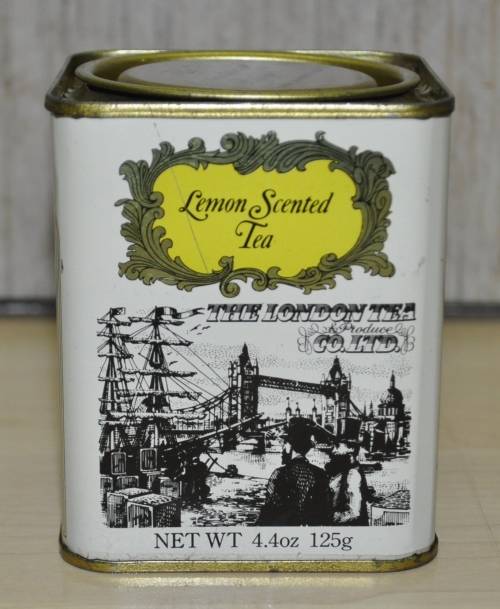 Lemon Scented
Tea
THE LONDON TEA
& Produce
CO. LTD.
NET WT 4.4oz 125g